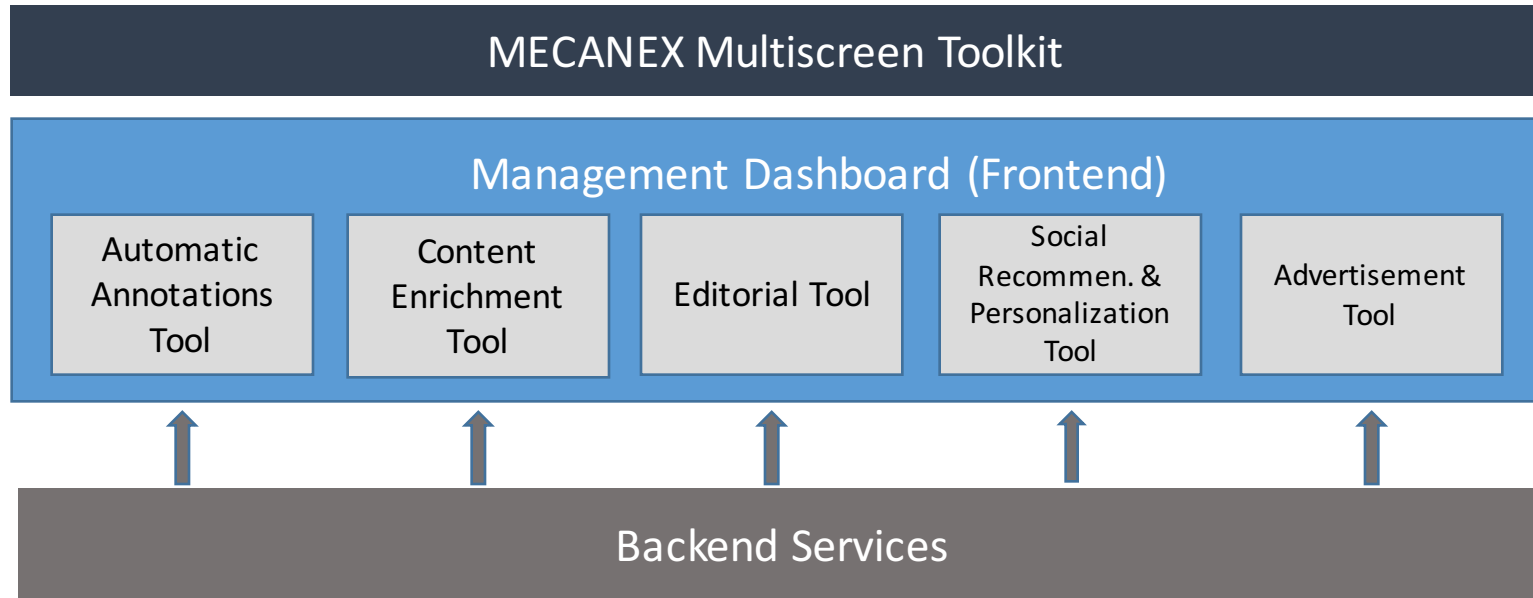 MECANEX Multiscreen Toolkit
Management Dashboard (Frontend)
Automatic
Annotations
Tool
Content
Enrichment
Tool
Editorial Tool
Social
Recommen. &
Personalization
Tool
Advertisement
Tool
Backend Services